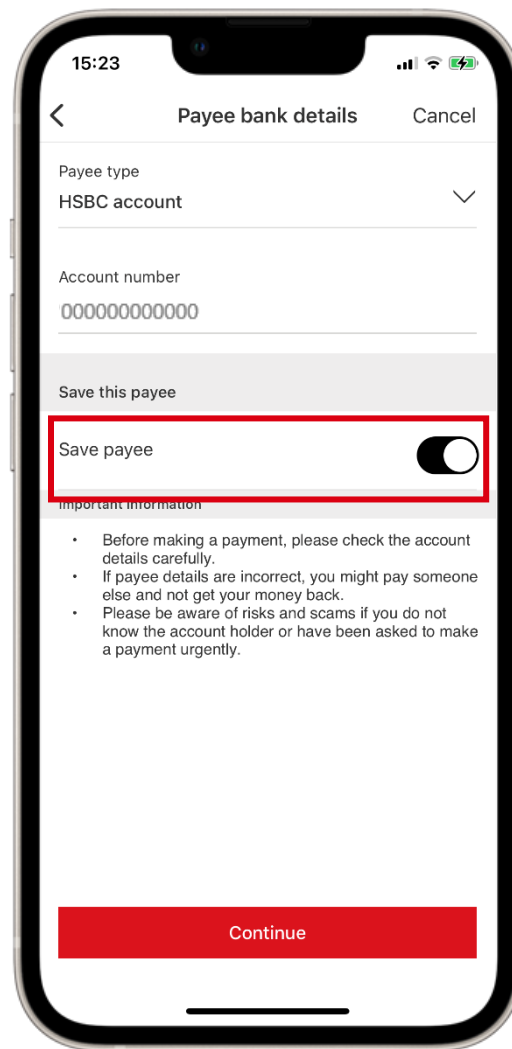 15:23
Payee bank details
Cancel
Payee type
HSBC account
Account number
000000000000
Save this payee
Save payee
Important information
• Before making a payment, please check the account
details carefully.
• If payee details are incorrect, you might pay someone
else and not get your money back.
• Please be aware of risks and scams if you do not
know the account holder or have been asked to make
a payment urgently.
Continue